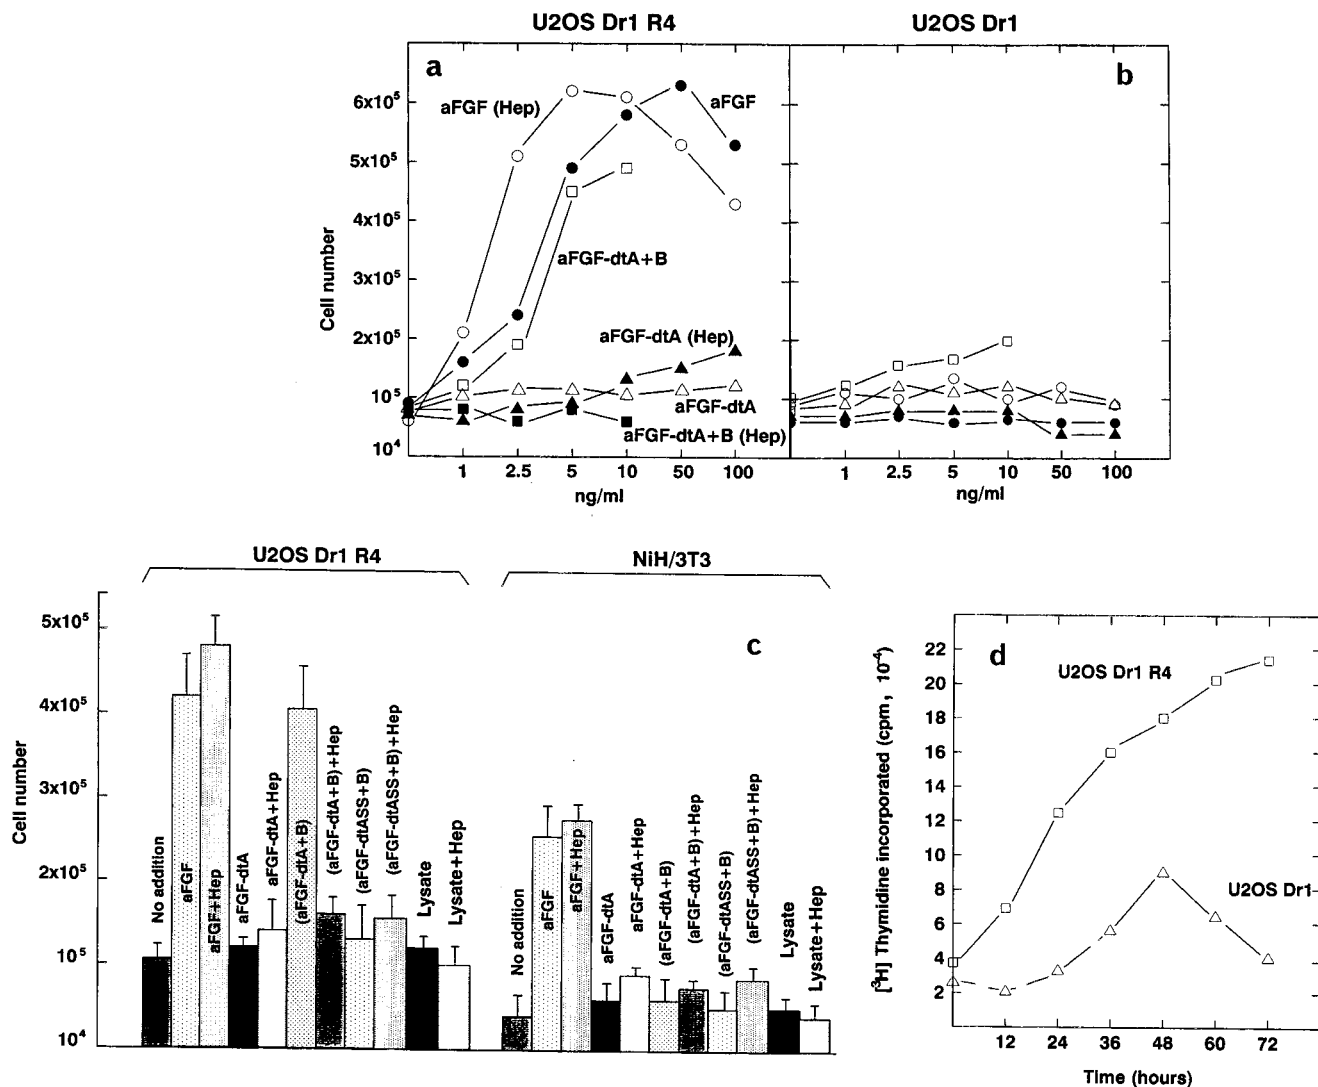 U2OS Dr1 R4
U2OS Dr1
a
b
Cell number
6x10⁵
5x10⁵
4x10⁵
3x10⁵
2x10⁵
10⁵
10⁴
aFGF (Hep)
aFGF
aFGF-dtA+B
aFGF-dtA (Hep)
aFGF-dtA
aFGF-dtA+B (Hep)
1 2.5 5 10 50 100
ng/ml
1 2.5 5 10 50 100
ng/ml
U2OS Dr1 R4
NiH/3T3
c
Cell number
5x10⁵
4x10⁵
3x10⁵
2x10⁵
10⁵
10⁴
No addition
aFGF
aFGF+Hep
aFGF-dtA
aFGF-dtA+Hep
(aFGF-dtA+B)
(aFGF-dtA+B)+Hep
(aFGF-dtASS+B)
(aFGF-dtASS+B)+Hep
Lysate
Lysate+Hep
No addition
aFGF
aFGF+Hep
aFGF-dtA
aFGF-dtA+Hep
(aFGF-dtA+B)
(aFGF-dtA+B)+Hep
(aFGF-dtASS+B)
(aFGF-dtASS+B)+Hep
Lysate
Lysate+Hep
d
[³H] Thymidine incorporated (cpm, 10⁻⁴)
22
20
18
16
14
12
10
8
6
4
2
U2OS Dr1 R4
U2OS Dr1
12 24 36 48 60 72
Time (hours)